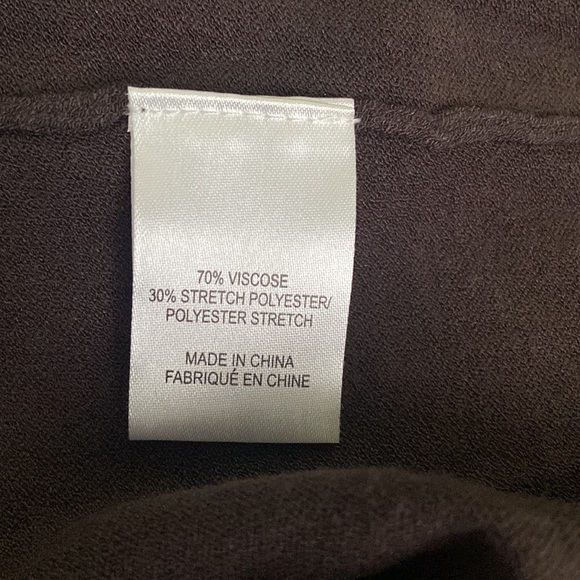 70% VISCOSE
30% STRETCH POLYESTER/
POLYESTER STRETCH
MADE IN CHINA
FABRIQUÉ EN CHINE